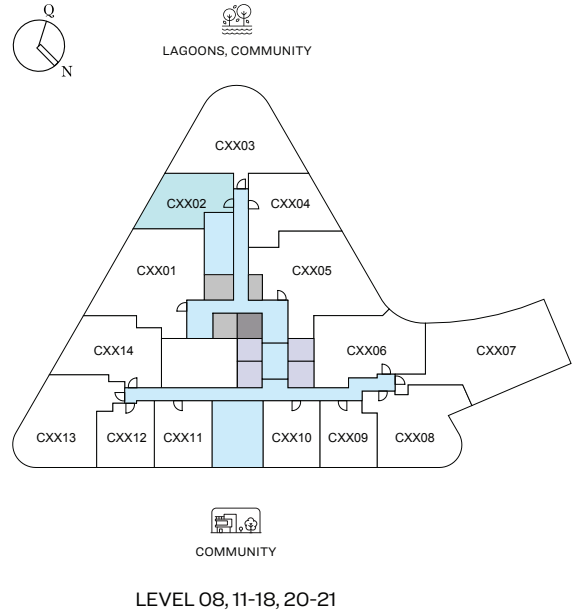 Q
N
LAGOONS, COMMUNITY
CXX03
CXX02
CXX04
CXX01
CXX05
CXX14
CXX06
CXX07
CXX13
CXX12
CXX11
CXX10
CXX09
CXX08
COMMUNITY
LEVEL 08, 11-18, 20-21